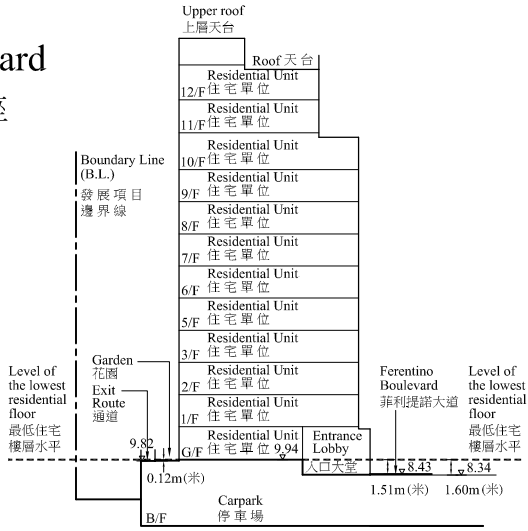 Upper roof
上層天台
ard
座
Roof 天台
Residential Unit
12/F 住宅單位
Residential Unit
11/F 住宅單位
Residential Unit
10/F 住宅單位
Boundary Line
(B.L.)
發展項目
邊界線
Residential Unit
9/F 住宅單位
Residential Unit
8/F 住宅單位
Residential Unit
7/F 住宅單位
Residential Unit
6/F 住宅單位
Residential Unit
5/F 住宅單位
Residential Unit
3/F 住宅單位
Residential Unit
2/F 住宅單位
Residential Unit
1/F 住宅單位
Residential Unit
G/F 住宅單位 9.94
Level of
the lowest
residential
floor
最低住宅
樓層水平
Garden
花園
Exit
Route
通道
9.82
0.12m(米)
Entrance
Lobby
入口大堂
Ferentino
Boulevard
菲利提諾大道
8.43
1.51m(米)
Level of
the lowest
residential
floor
最低住宅
樓層水平
8.34
1.60m(米)
Carpark
B/F 停車場